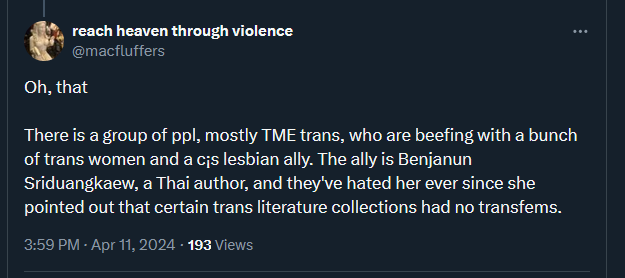 reach heaven through violence
@macfluffers
Oh, that
There is a group of ppl, mostly TME trans, who are beefing with a bunch
of trans women and a c¡s lesbian ally. The ally is Benjanun
Sriduangkaew, a Thai author, and they've hated her ever since she
pointed out that certain trans literature collections had no transfems.
3:59 PM · Apr 11, 2024 · 193 Views